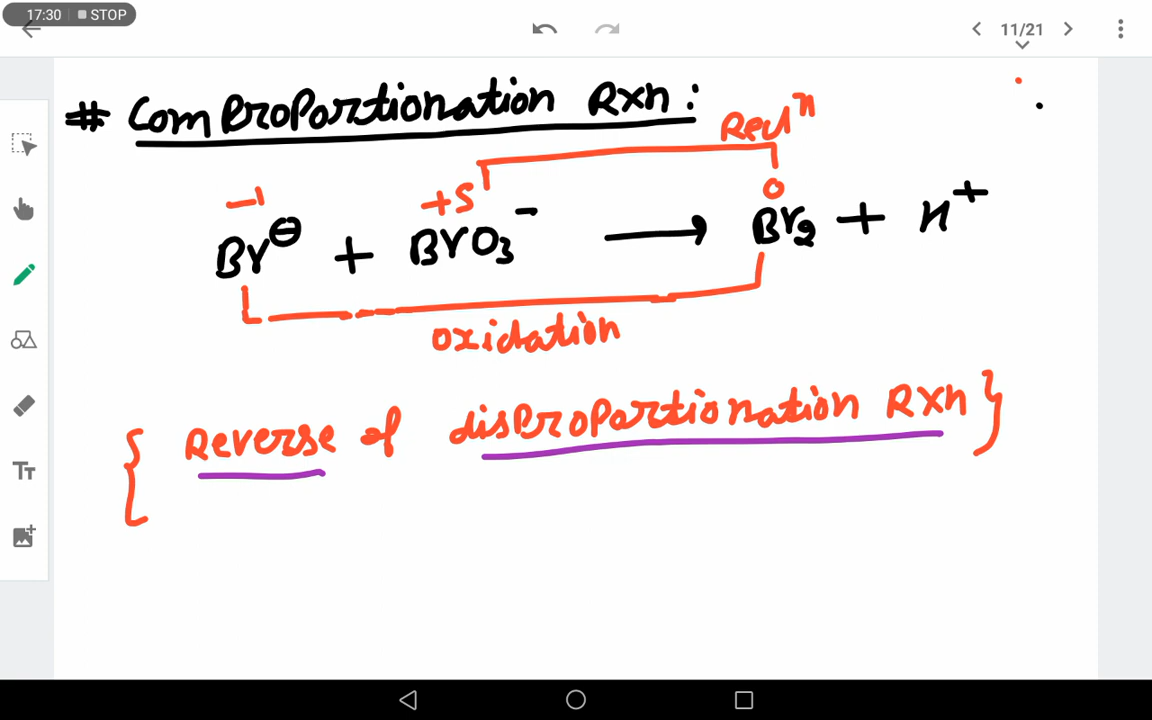 17:30 STOP
11/21
# Comproportionation Rxn :
Redⁿ
-1 +5 0
Br⊖ + BrO₃⁻ ⟶ Br₂ + H⁺
oxidation
{ Reverse of disproportionation Rxn }
Tт